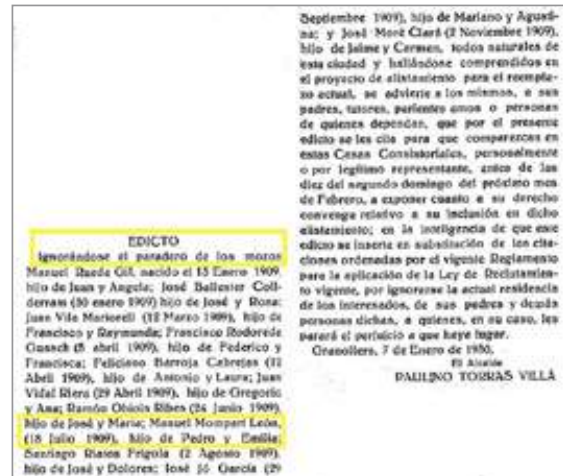 EDICTO
Ignorándose el paradero de los mozos
Manuel Rueda Gil, nacido el 15 Enero 1909,
hijo de Juan y Angela; José Ballester Coll-
derram (30 enero 1909) hijo de José y Rosa;
Juan Vila Martorell (12 Marzo 1909), hijo de
Francisco y Raymunda; Francisco Rodoreda
Guasch (8 abril 1909), hijo de Federico y
Francisca; Feliciano Barroja Cabrejas (12
Abril 1909), hijo de Antonio y Laura; Juan
Vidal Riera (29 Abril 1909), hijo de Gregorio
y Ana; Ramón Obiols Ribes (24 Junio 1909),
hijo de José y María; Manuel Mompart León,
(18 Julio 1909), hijo de Pedro y Emilia;
Santiago Frigola (2 Agosto 1909),
hijo de José y Dolores; José Jó García (29
Septiembre 1909), hijo de Mariano y Agusti-
na; y José Moré Clará (2 Noviembre 1909),
hijo de Jaime y Carmen, todos naturales de
esta ciudad y hallándose comprendidos en
el proyecto de alistamiento para el reempla-
zo actual, se advierte a los mismos, a sus
padres, tutores, parientes amos o personas
de quienes dependan, que por el presente
edicto se les cita para que comparezcan en
estas Casas Consistoriales, personalmente
o por legítimo representante, antes de las
diez del segundo domingo del próximo mes
de Febrero, a exponer cuanto a su derecho
convenga relativo a su inclusión en dicho
alistamiento; en la inteligencia de que este
edicto se inserta en substitución de las cita-
ciones ordenadas por el vigente Reglamento
para la aplicación de la Ley de Reclutamien-
to vigente, por ignorarse la actual residencia
de los interesados, de sus padres y demás
personas dichas, a quienes, en su caso, les
parará el perjuicio a que haya lugar.
Granollers, 7 de Enero de 1930.
El Alcalde
PAULINO TORRAS VILLÁ